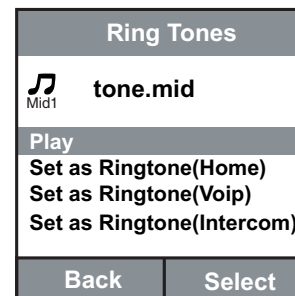 Ring Tones
tone.mid
Mid1
Play
Set as Ringtone(Home)
Set as Ringtone(Voip)
Set as Ringtone(Intercom)
Back Select